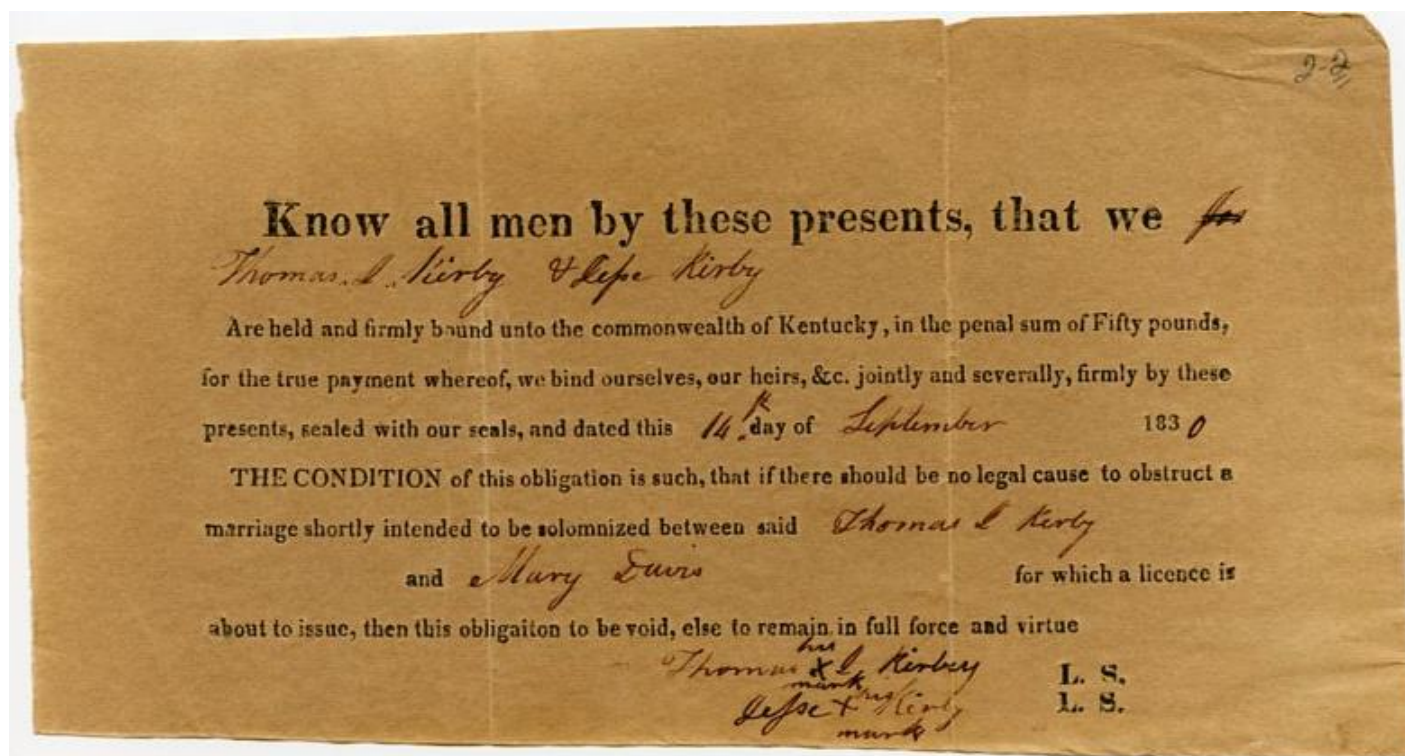 2-2
Know all men by these presents, that we
Thomas I. Kirby & Jesse Kirby
Are held and firmly bound unto the commonwealth of Kentucky, in the penal sum of Fifty pounds,
for the true payment whereof, we bind ourselves, our heirs, &c. jointly and severally, firmly by these
presents, sealed with our seals, and dated this 14th day of September 1830
THE CONDITION of this obligation is such, that if there should be no legal cause to obstruct a
marriage shortly intended to be solomnized between said Thomas I Kerby
and Mary Davis for which a licence is
about to issue, then this obligaiton to be void, else to remain in full force and virtue
his
Thomas X I. Kirbey L. S.
mark
his
Jesse + Kirby L. S.
mark